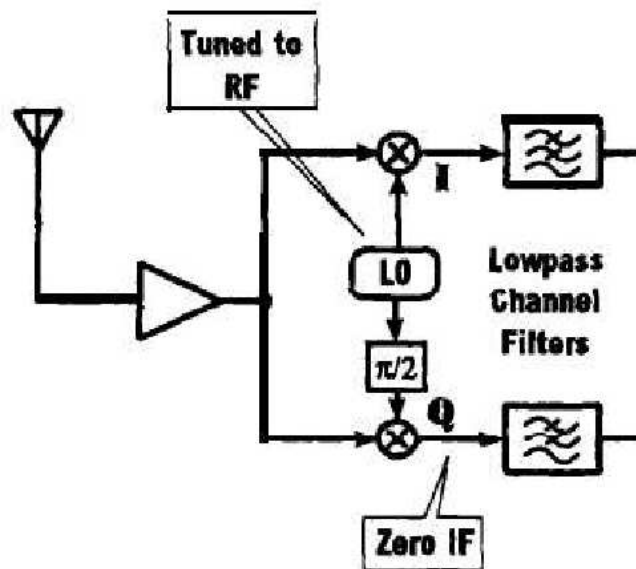 Tuned to
RF
I
LO
Lowpass
Channel
Filters
π/2
Q
Zero IF